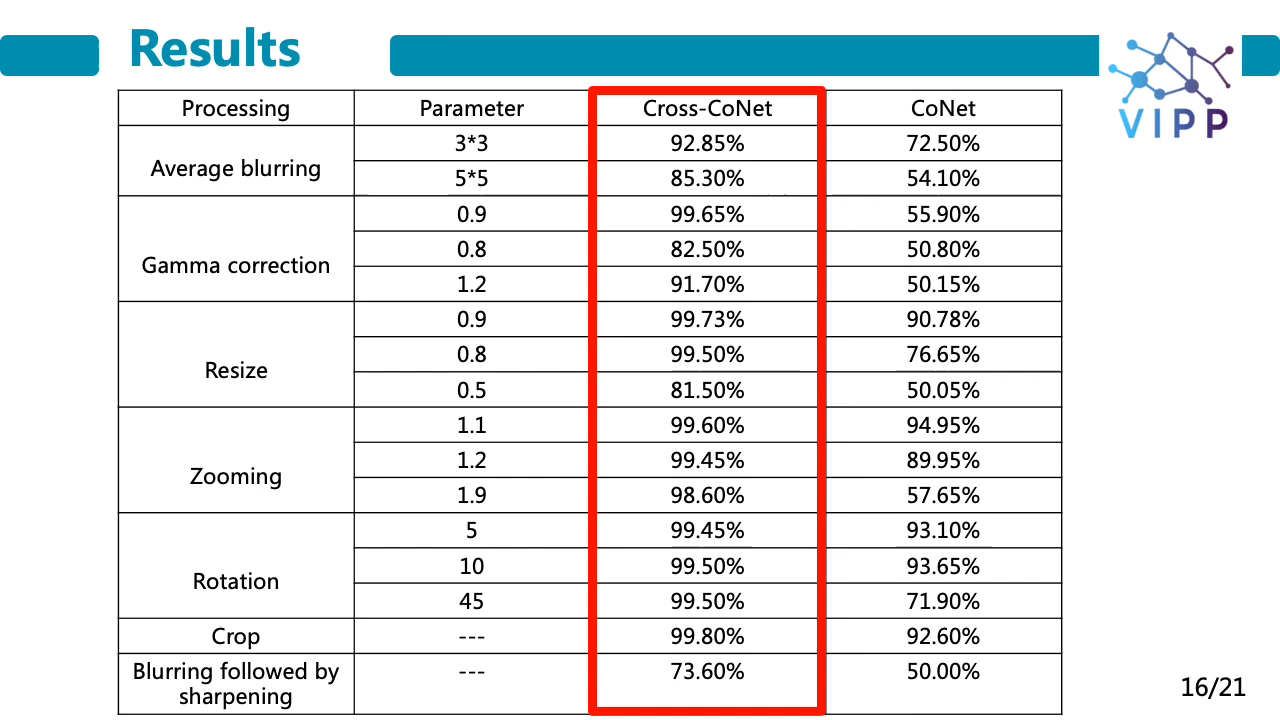 Results
VIPP
Processing Parameter Cross-CoNet CoNet
Average blurring 3*3 92.85% 72.50%
5*5 85.30% 54.10%
Gamma correction 0.9 99.65% 55.90%
0.8 82.50% 50.80%
1.2 91.70% 50.15%
Resize 0.9 99.73% 90.78%
0.8 99.50% 76.65%
0.5 81.50% 50.05%
Zooming 1.1 99.60% 94.95%
1.2 99.45% 89.95%
1.9 98.60% 57.65%
Rotation 5 99.45% 93.10%
10 99.50% 93.65%
45 99.50% 71.90%
Crop --- 99.80% 92.60%
Blurring followed by --- 73.60% 50.00%
sharpening
16/21